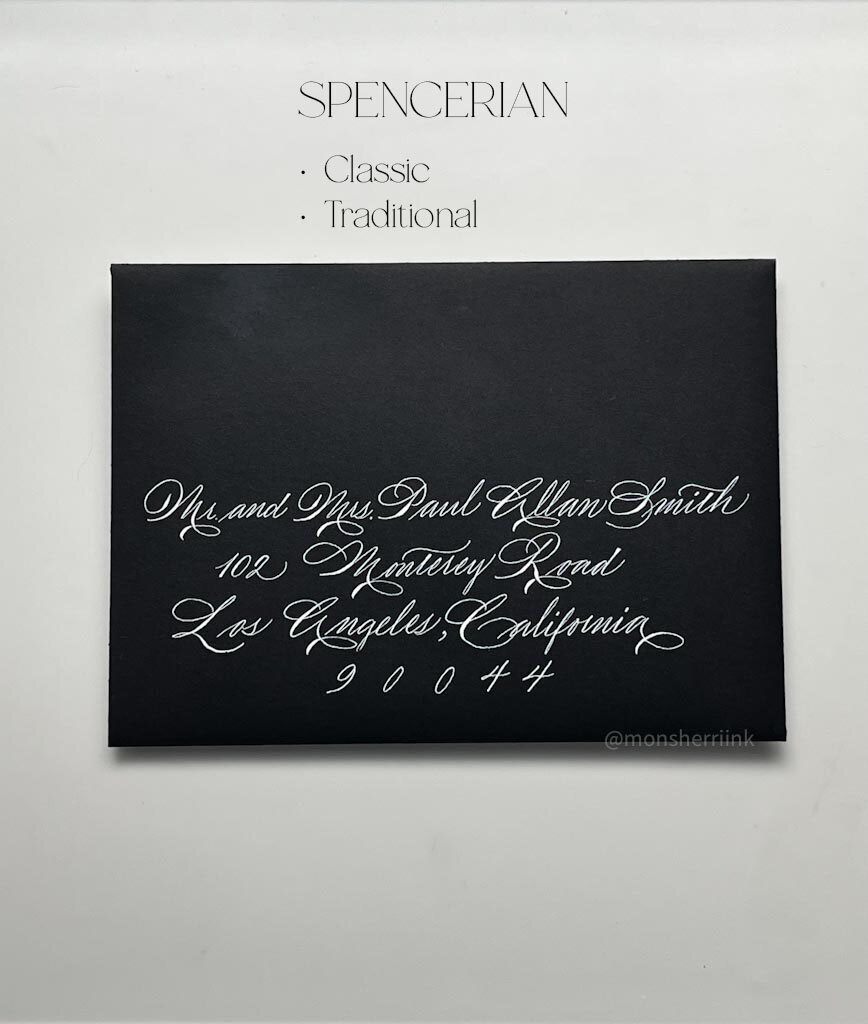 SPENCERIAN
• Classic
• Traditional
Mr. and Mrs. Paul Allan Smith
102 Monterey Road
Los Angeles, California
90044
@monsherriink